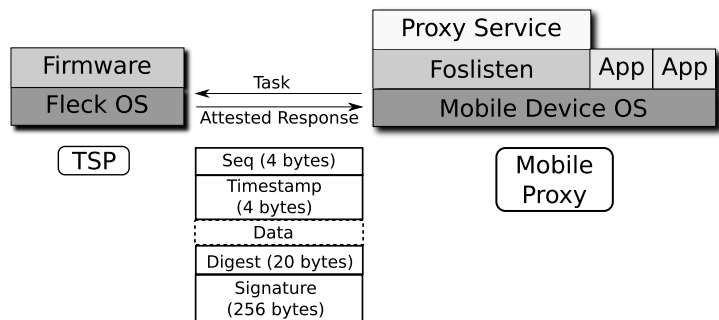 Proxy Service
Firmware
Foslisten
App
App
Fleck OS
Mobile Device OS
Task
Attested Response
TSP
Mobile
Proxy
Seq (4 bytes)
Timestamp
(4 bytes)
Data
Digest (20 bytes)
Signature
(256 bytes)